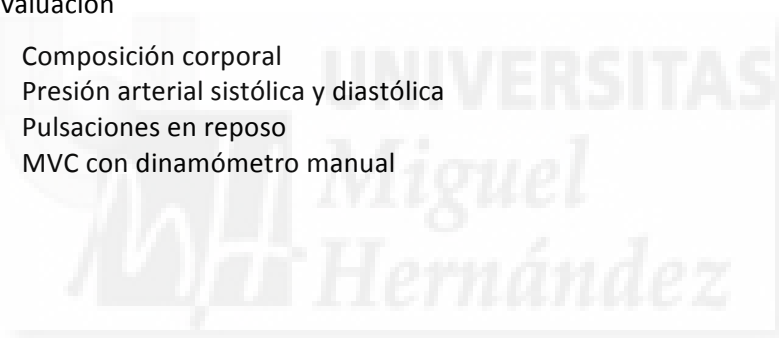 valuación
Composición corporal
Presión arterial sistólica y diastólica
Pulsaciones en reposo
MVC con dinamómetro manual
UNIVERSITAS
Miguel
Hernández